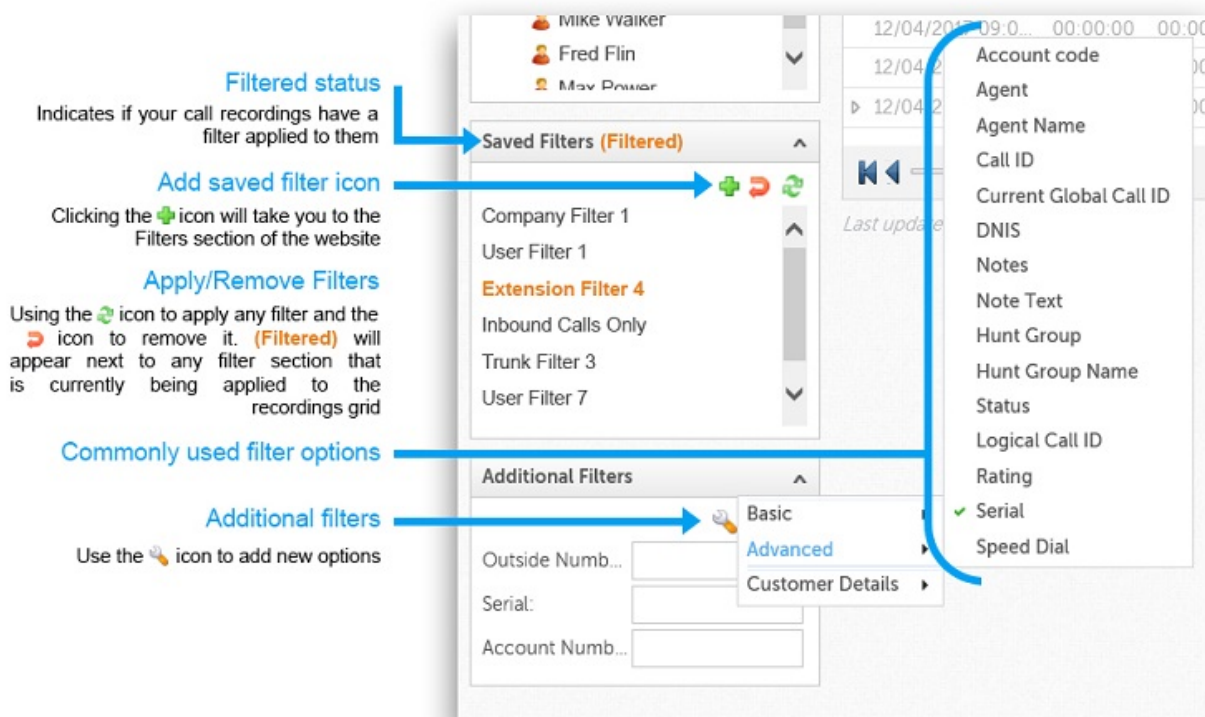 Filtered status
Indicates if your call recordings have a
filter applied to them
Add saved filter icon
Clicking the icon will take you to the
Filters section of the website
Apply/Remove Filters
Using the icon to apply any filter and the
icon to remove it. (Filtered) will
appear next to any filter section that
is currently being applied to the
recordings grid
Commonly used filter options
Additional filters
Use the icon to add new options
Mike Walker
Fred Flin
Max Power
Saved Filters (Filtered)
Company Filter 1
User Filter 1
Extension Filter 4
Inbound Calls Only
Trunk Filter 3
User Filter 7
Additional Filters
Outside Numb...
Serial:
Account Numb...
Basic
Advanced
Customer Details
12/04/2017 09:0... 00:00:00 00:00
12/04
12/04
Last update
Account code
Agent
Agent Name
Call ID
Current Global Call ID
DNIS
Notes
Note Text
Hunt Group
Hunt Group Name
Status
Logical Call ID
Rating
Serial
Speed Dial